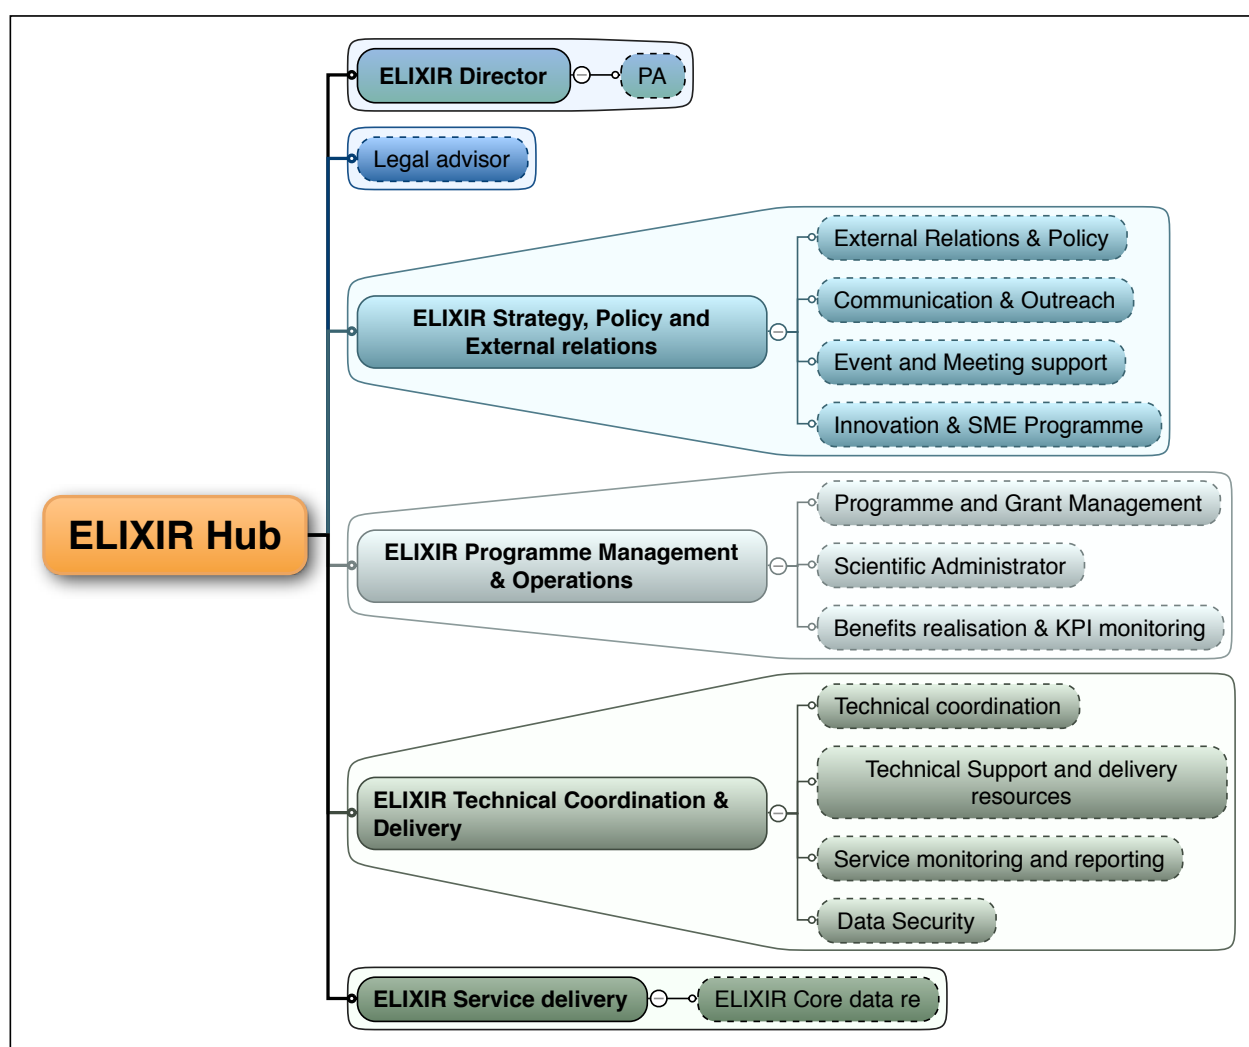 ELIXIR Director
PA
Legal advisor
ELIXIR Strategy, Policy and
External relations
External Relations & Policy
Communication & Outreach
Event and Meeting support
Innovation & SME Programme
ELIXIR Hub
ELIXIR Programme Management
& Operations
Programme and Grant Management
Scientific Administrator
Benefits realisation & KPI monitoring
ELIXIR Technical Coordination &
Delivery
Technical coordination
Technical Support and delivery
resources
Service monitoring and reporting
Data Security
ELIXIR Service delivery
ELIXIR Core data re